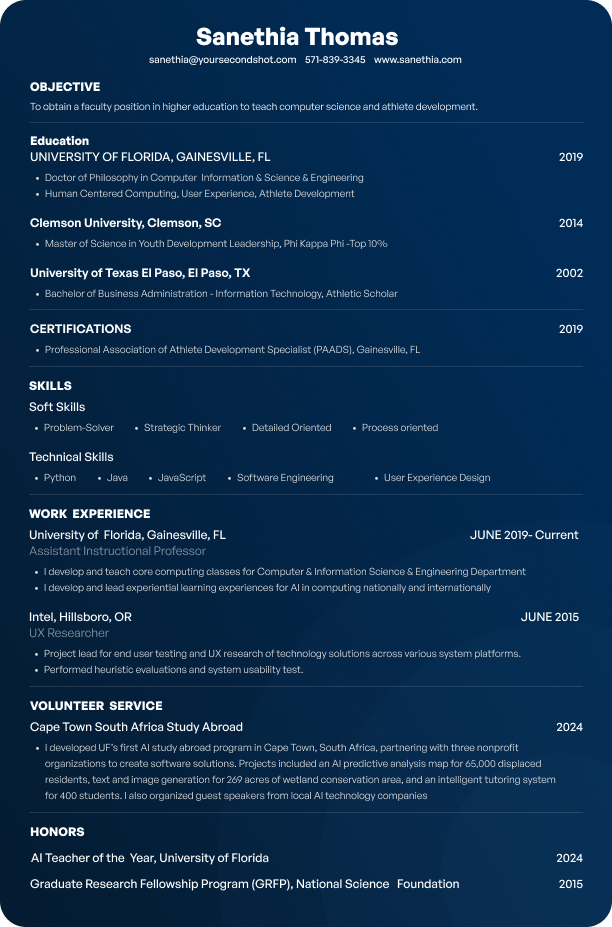 Sanethia Thomas
sanethia@yoursecondshot.com 571-839-3345 www.sanethia.com
OBJECTIVE
To obtain a faculty position in higher education to teach computer science and athlete development.
Education
UNIVERSITY OF FLORIDA, GAINESVILLE, FL 2019
• Doctor of Philosophy in Computer Information & Science & Engineering
• Human Centered Computing, User Experience, Athlete Development
Clemson University, Clemson, SC 2014
• Master of Science in Youth Development Leadership, Phi Kappa Phi -Top 10%
University of Texas El Paso, El Paso, TX 2002
• Bachelor of Business Administration - Information Technology, Athletic Scholar
CERTIFICATIONS 2019
• Professional Association of Athlete Development Specialist (PAADS), Gainesville, FL
SKILLS
Soft Skills
• Problem-Solver • Strategic Thinker • Detailed Oriented • Process oriented
Technical Skills
• Python • Java • JavaScript • Software Engineering • User Experience Design
WORK EXPERIENCE
University of Florida, Gainesville, FL JUNE 2019- Current
Assistant Instructional Professor
• I develop and teach core computing classes for Computer & Information Science & Engineering Department
• I develop and lead experiential learning experiences for AI in computing nationally and internationally
Intel, Hillsboro, OR JUNE 2015
UX Researcher
• Project lead for end user testing and UX research of technology solutions across various system platforms.
• Performed heuristic evaluations and system usability test.
VOLUNTEER SERVICE
Cape Town South Africa Study Abroad 2024
• I developed UF's first AI study abroad program in Cape Town, South Africa, partnering with three nonprofit
organizations to create software solutions. Projects included an AI predictive analysis map for 65,000 displaced
residents, text and image generation for 269 acres of wetland conservation area, and an intelligent tutoring system
for 400 students. I also organized guest speakers from local AI technology companies
HONORS
AI Teacher of the Year, University of Florida 2024
Graduate Research Fellowship Program (GRFP), National Science Foundation 2015